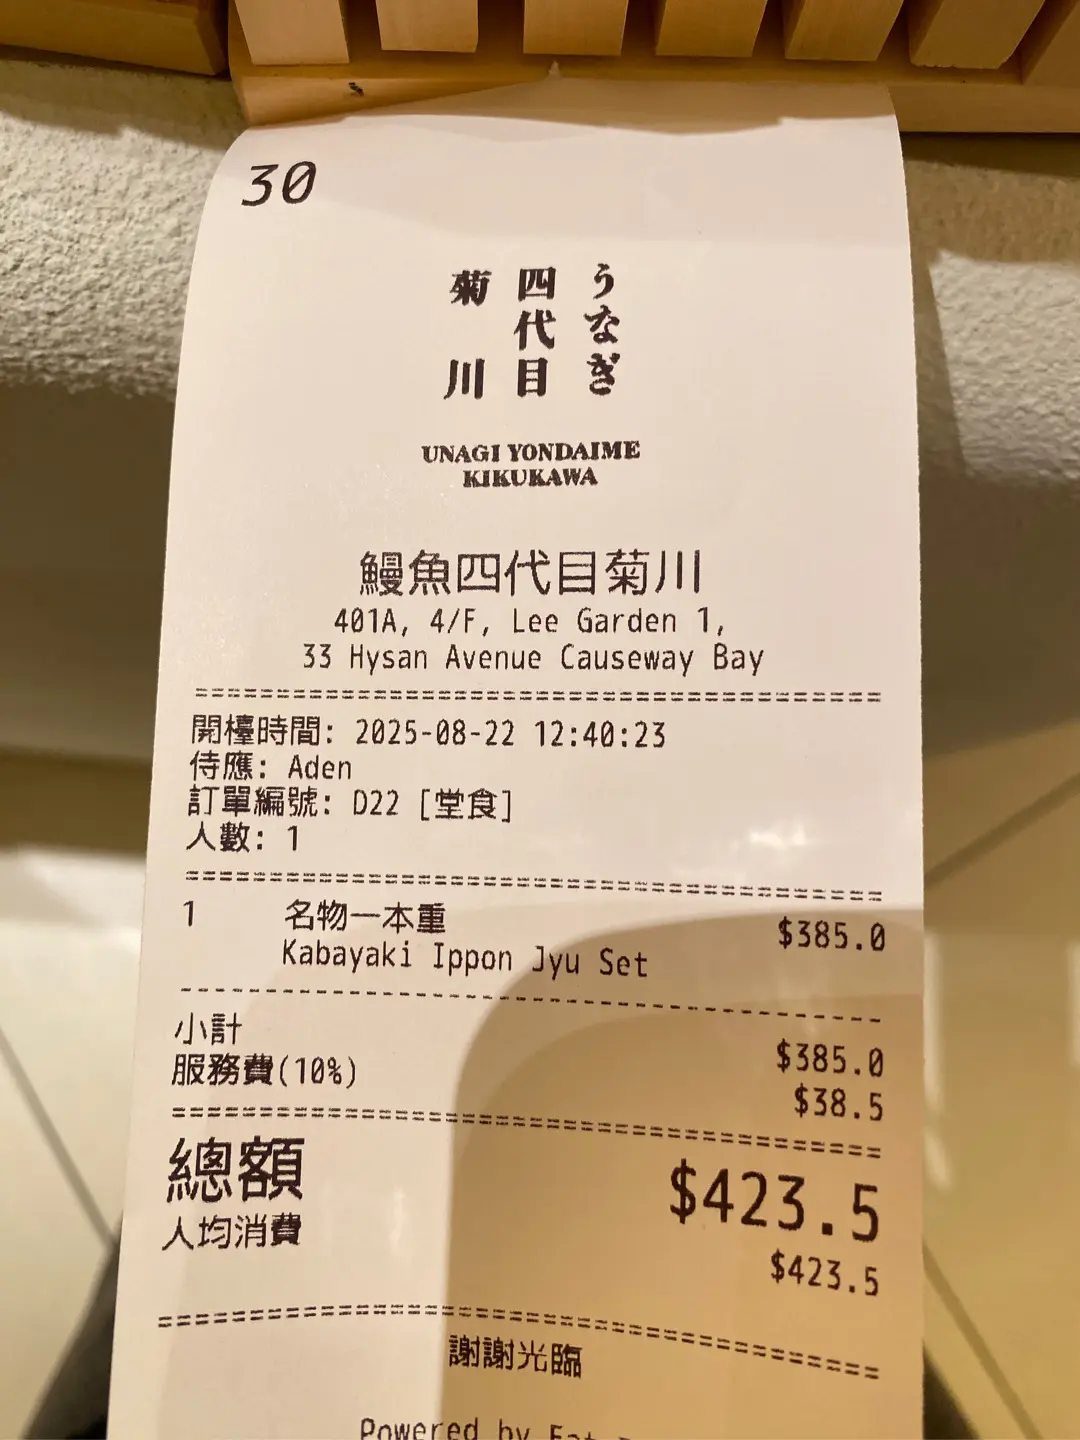 30
うなぎ
四代目
菊川
UNAGI YONDAIME
KIKUKAWA
鰻魚四代目菊川
401A, 4/F, Lee Garden 1,
33 Hysan Avenue Causeway Bay
開檯時間: 2025-08-22 12:40:23
侍應: Aden
訂單編號: D22 [堂食]
人數: 1
1 名物一本重 $385.0
Kabayaki Ippon Jyu Set
小計 $385.0
服務費(10%) $38.5
總額 $423.5
人均消費 $423.5
謝謝光臨
Powered by